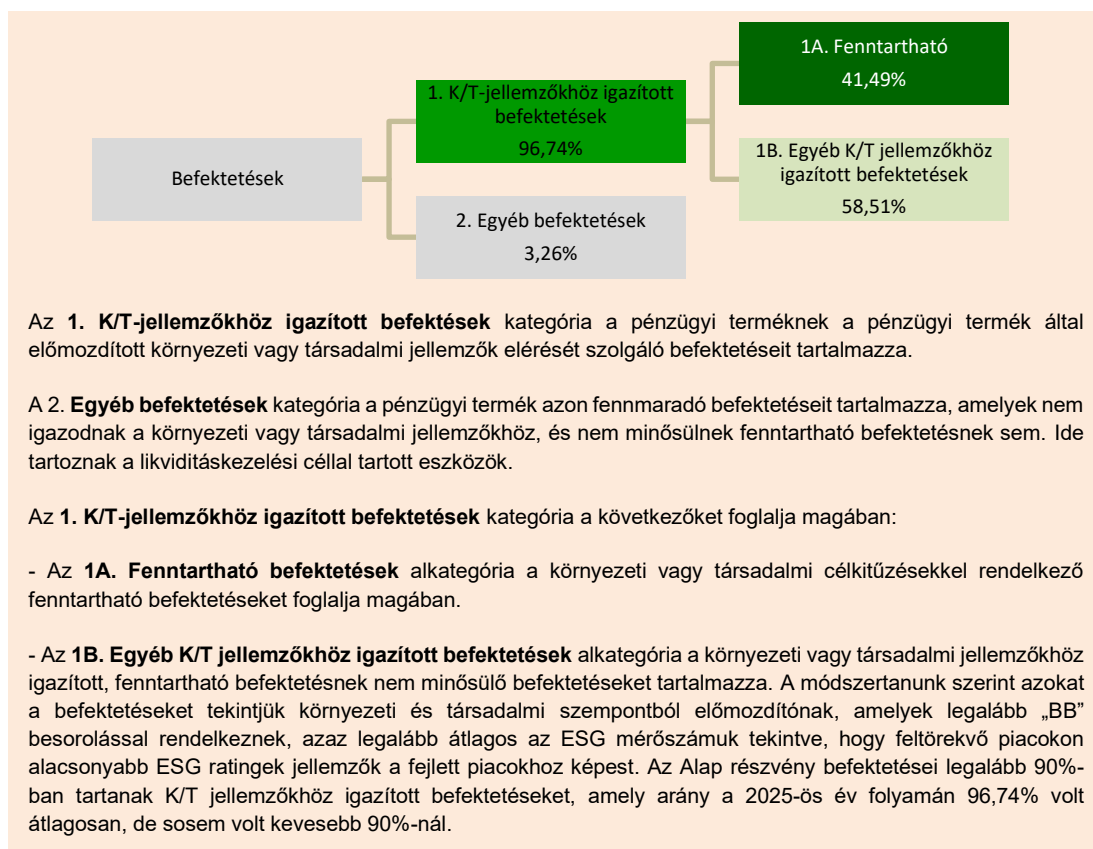 1A. Fenntartható
41,49%
1. K/T-jellemzőkhöz igazított
befektetések
96,74%
1B. Egyéb K/T jellemzőkhöz
igazított befektetések
58,51%
Befektetések
2. Egyéb befektetések
3,26%
Az 1. K/T-jellemzőkhöz igazított befektések kategória a pénzügyi terméknek a pénzügyi termék által
előmozdított környezeti vagy társadalmi jellemzők elérését szolgáló befektetéseit tartalmazza.
A 2. Egyéb befektetések kategória a pénzügyi termék azon fennmaradó befektetéseit tartalmazza, amelyek nem
igazodnak a környezeti vagy társadalmi jellemzőkhöz, és nem minősülnek fenntartható befektetésnek sem. Ide
tartoznak a likviditáskezelési céllal tartott eszközök.
Az 1. K/T-jellemzőkhöz igazított befektetések kategória a következőket foglalja magában:
- Az 1A. Fenntartható befektetések alkategória a környezeti vagy társadalmi célkitűzésekkel rendelkező
fenntartható befektetéseket foglalja magában.
- Az 1B. Egyéb K/T jellemzőkhöz igazított befektetések alkategória a környezeti vagy társadalmi jellemzőkhöz
igazított, fenntartható befektetésnek nem minősülő befektetéseket tartalmazza. A módszertanunk szerint azokat
a befektetéseket tekintjük környezeti és társadalmi szempontból előmozdítónak, amelyek legalább „BB”
besorolással rendelkeznek, azaz legalább átlagos az ESG mérőszámuk tekintve, hogy feltörekvő piacokon
alacsonyabb ESG ratingek jellemzők a fejlett piacokhoz képest. Az Alap részvény befektetései legalább 90%-
ban tartanak K/T jellemzőkhöz igazított befektetéseket, amely arány a 2025-ös év folyamán 96,74% volt
átlagosan, de sosem volt kevesebb 90%-nál.